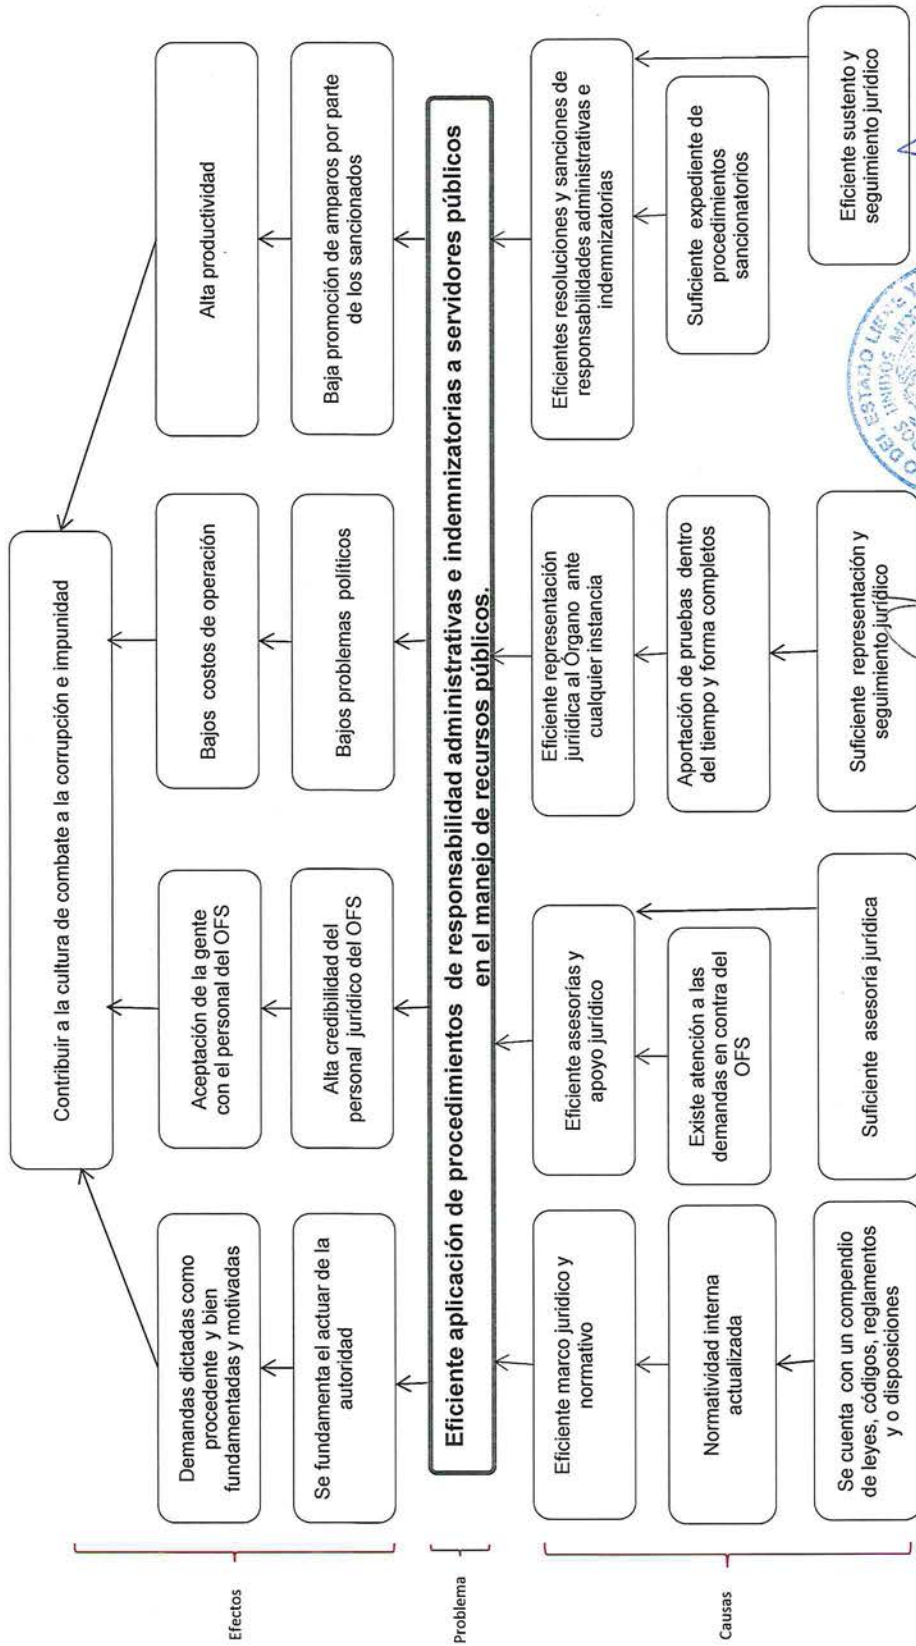 Contribuir a la cultura de combate a la corrupción e impunidad
Demandas dictadas como
procedente y bien
fundamentadas y motivadas
Aceptación de la gente
con el personal del OFS
Bajos costos de operación
Alta productividad
Efectos
Se fundamenta el actuar de la
autoridad
Alta credibilidad del
personal jurídico del OFS
Bajos problemas políticos
Baja promoción de amparos por parte
de los sancionados
Problema
Eficiente aplicación de procedimientos de responsabilidad administrativas e indemnizatorias a servidores públicos
en el manejo de recursos públicos.
Eficiente marco jurídico y
normativo
Eficiente asesorías y
apoyo jurídico
Eficiente representación
juriídica al Órgano ante
cualquier instancia
Eficientes resoluciones y sanciones de
responsabilidades administrativas e
indemnizatorias
Causas
Normatividad interna
actualizada
Existe atención a las
demandas en contra del
OFS
Aportación de pruebas dentro
del tiempo y forma completos
Suficiente expediente de
procedimientos
sancionatorios
Se cuenta con un compendio
de leyes, códigos, reglamentos
y o disposiciones
Suficiente asesoría jurídica
Suficiente representación y
seguimiento jurídico
Eficiente sustento y
seguimiento jurídico
DEL ESTADO LIBRE Y
UNIDOS